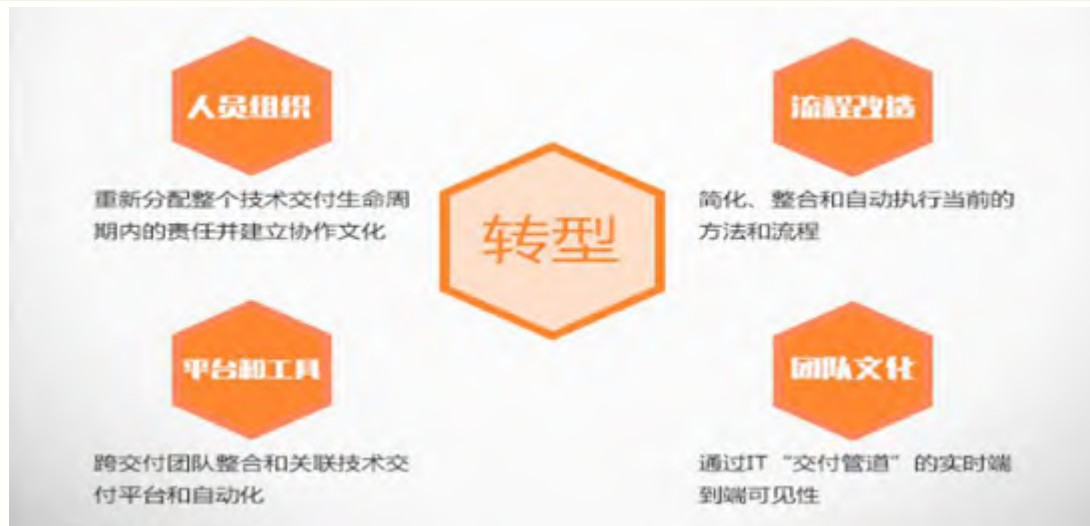 人员组织
重新分配整个技术交付生命周
期内的责任并建立协作文化
流程改造
简化、整合和自动执行当前的
方法和流程
转型
平台和工具
跨交付团队整合和关联技术交
付平台和自动化
团队文化
通过IT“交付管道”的实时端
到端可见性